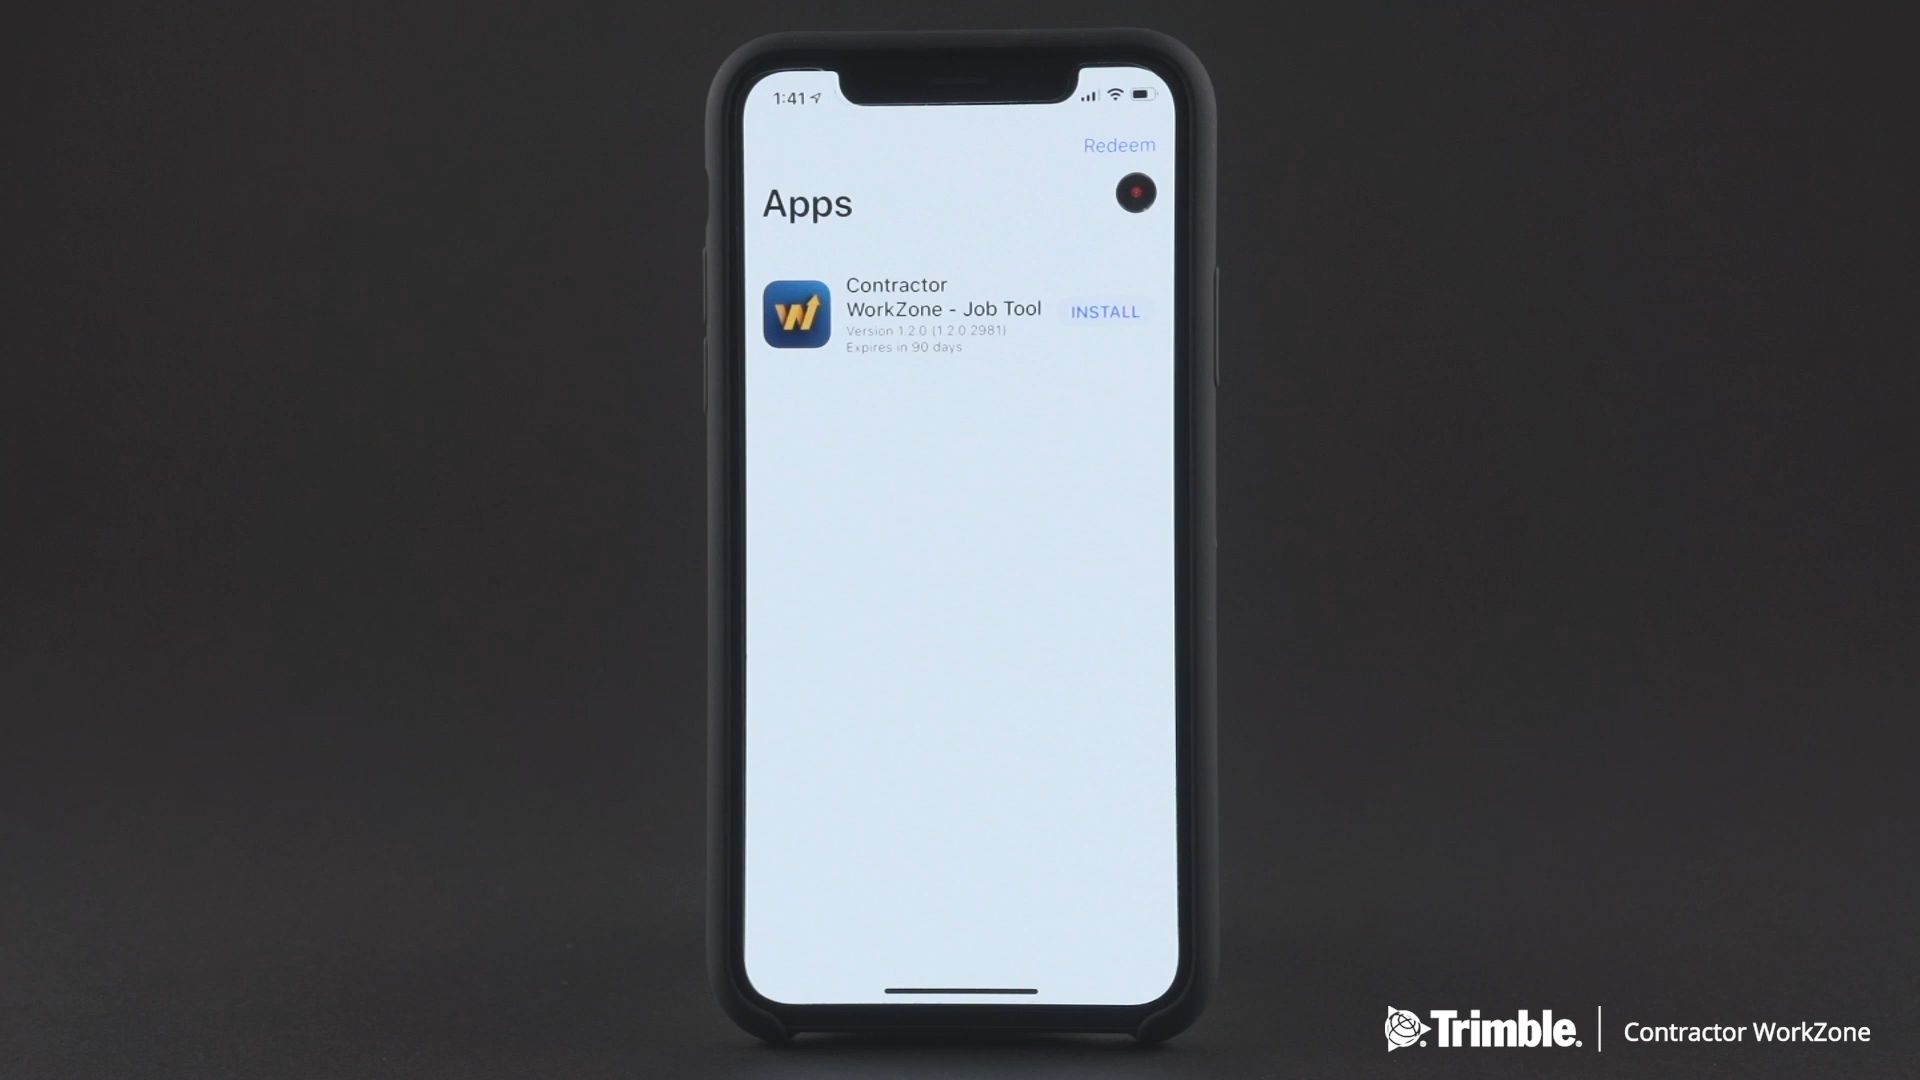 1:41
Redeem
Apps
Contractor
WorkZone - Job Tool
INSTALL
Version 1.2.0 (1.2.0.2981)
Expires in 90 days
Trimble.
Contractor WorkZone